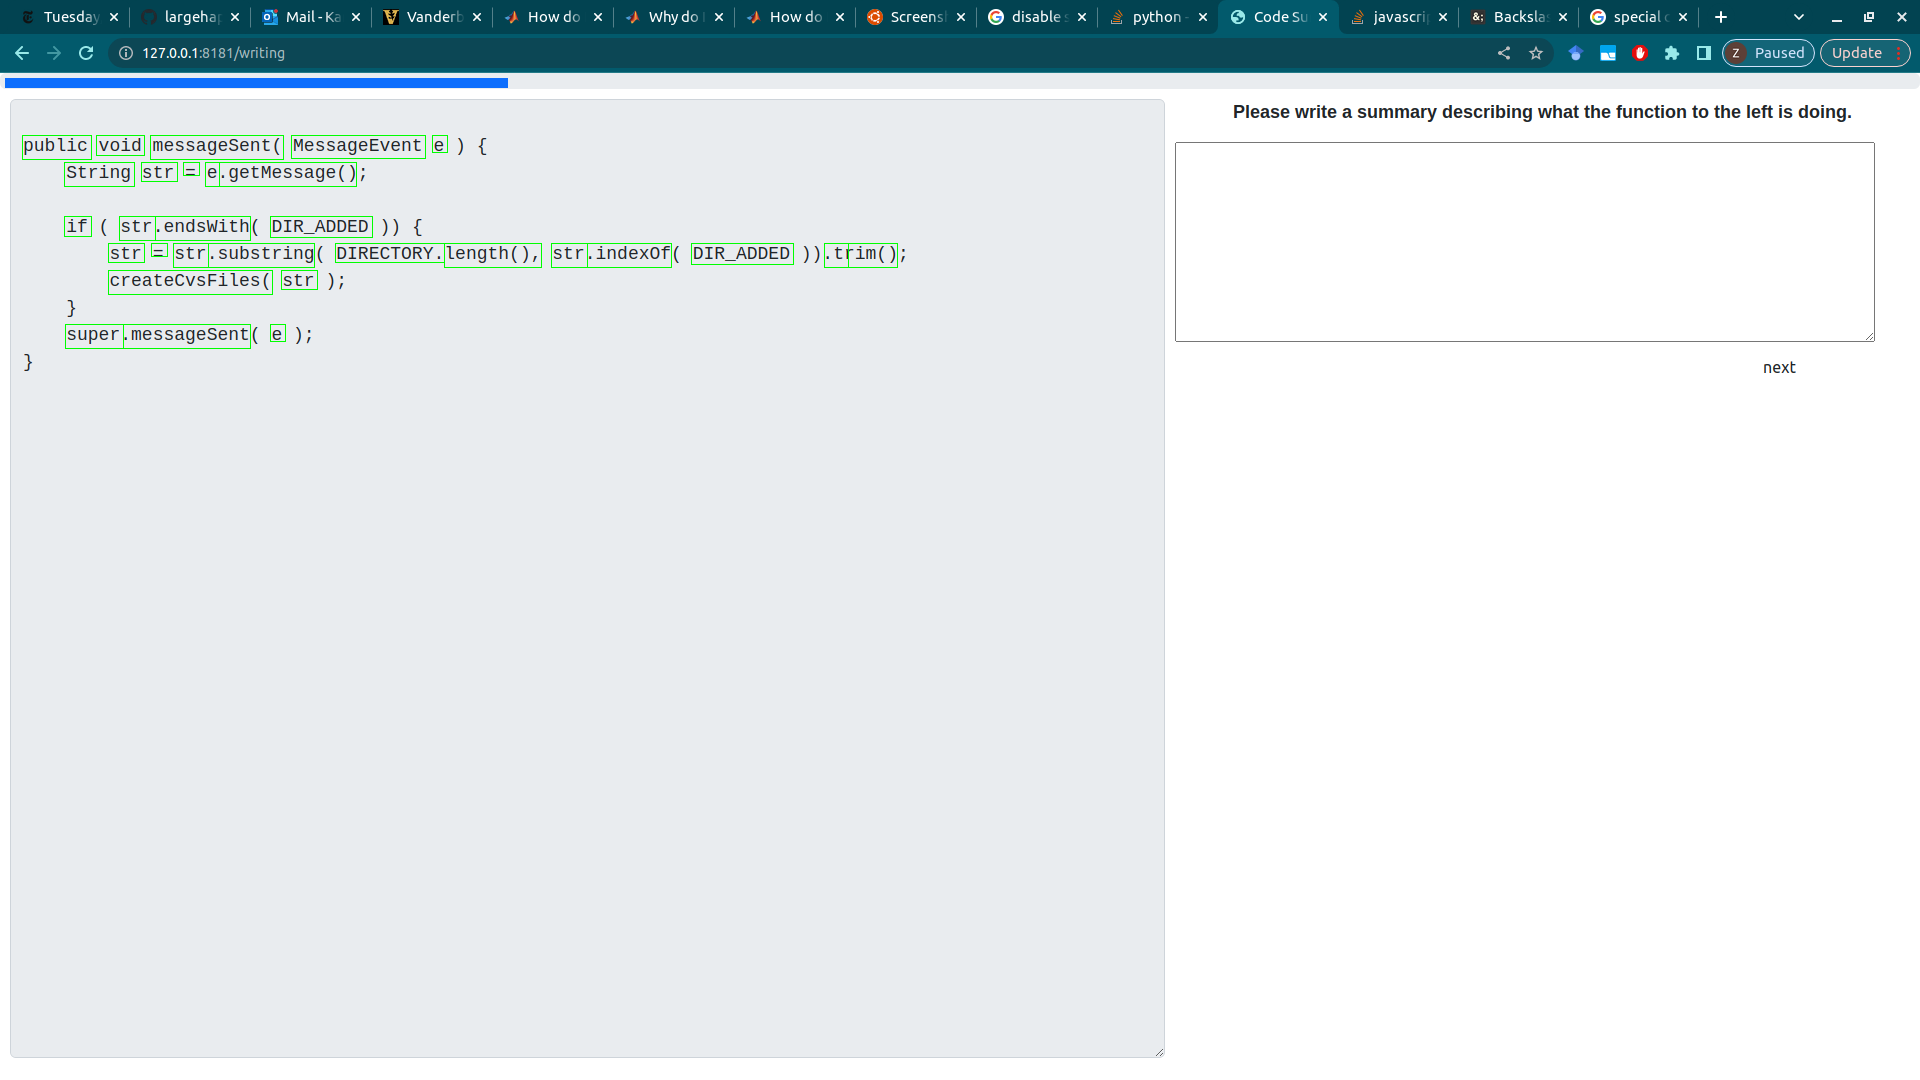 Tuesday
largehap
Mail - Ka
Vanderb
How do
Why do
How do
Screens
disable s
python -
Code Su
javascrip
Backslas
special c
127.0.0.1:8181/writing
Z Paused
Update
Please write a summary describing what the function to the left is doing.
public void messageSent( MessageEvent e ) {
    String str = e.getMessage();
    if ( str.endsWith( DIR_ADDED )) {
        str = str.substring( DIRECTORY.length(), str.indexOf( DIR_ADDED )).trim();
        createCvsFiles( str );
    }
    super.messageSent( e );
}
next